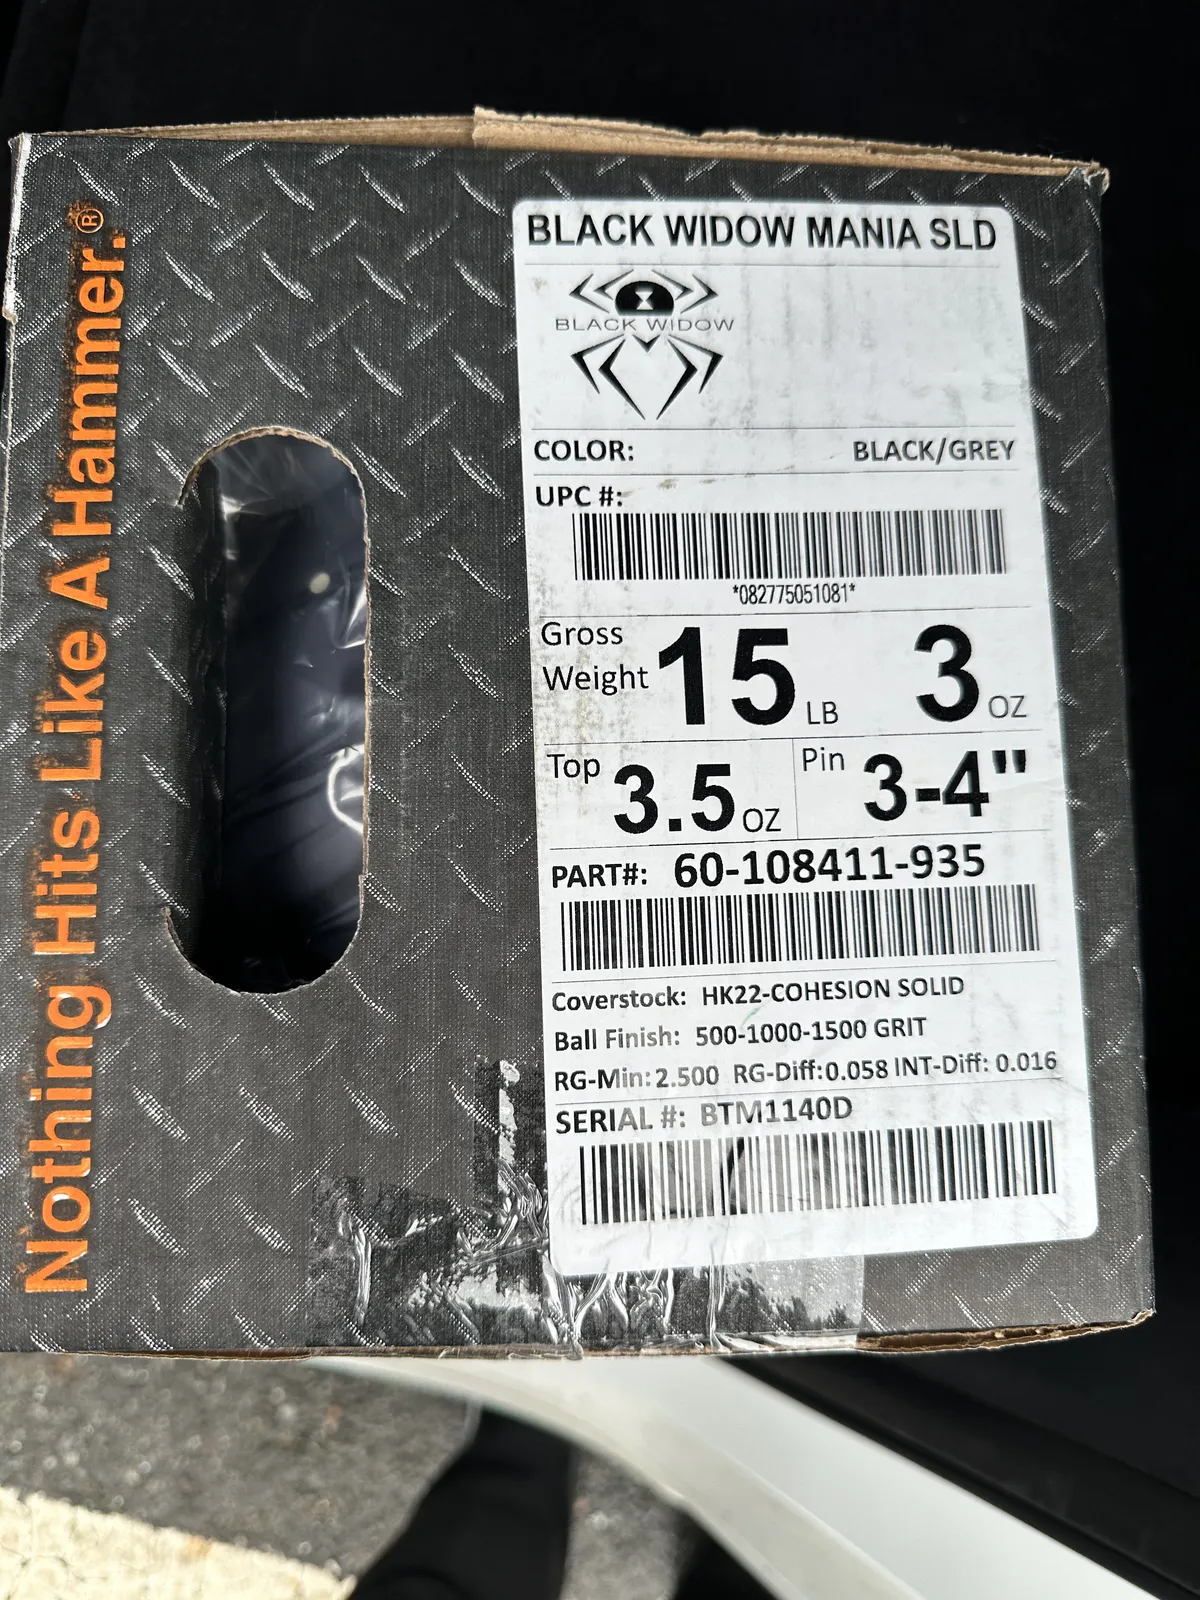 Nothing Hits Like A Hammer.®
BLACK WIDOW MANIA SLD
BLACK WIDOW
COLOR: BLACK/GREY
UPC #:
*082775051081*
Gross Weight 15 LB 3 OZ
Top 3.5 OZ Pin 3-4"
PART#: 60-108411-935
Coverstock: HK22-COHESION SOLID
Ball Finish: 500-1000-1500 GRIT
RG-Min: 2.500 RG-Diff: 0.058 INT-Diff: 0.016
SERIAL #: BTM1140D